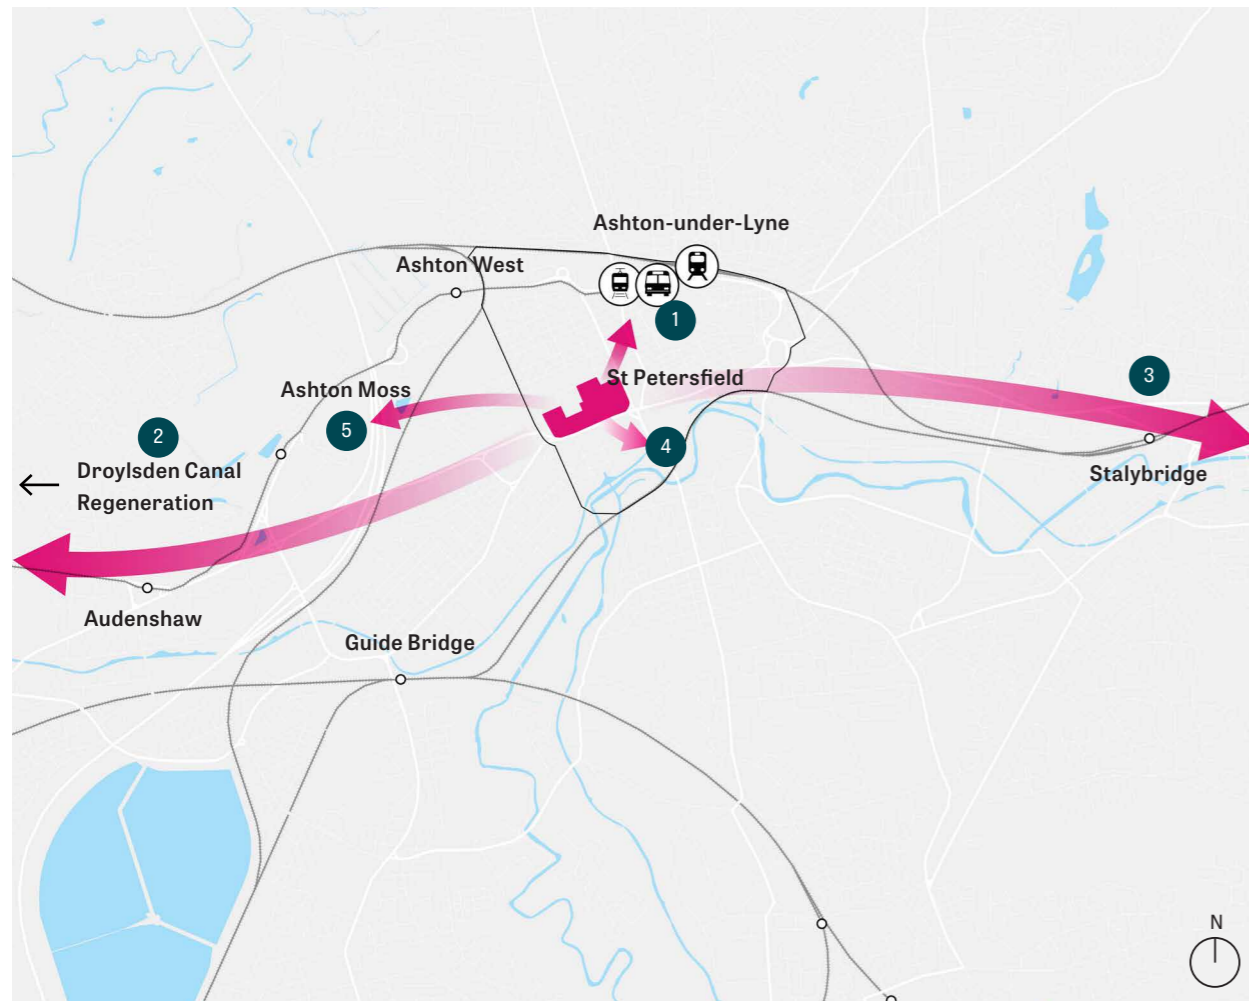 Ashton-under-Lyne
Ashton West
1
St Petersfield
3
Ashton Moss
5
2
4
Droylsden Canal
Regeneration
Stalybridge
Audenshaw
Guide Bridge
N